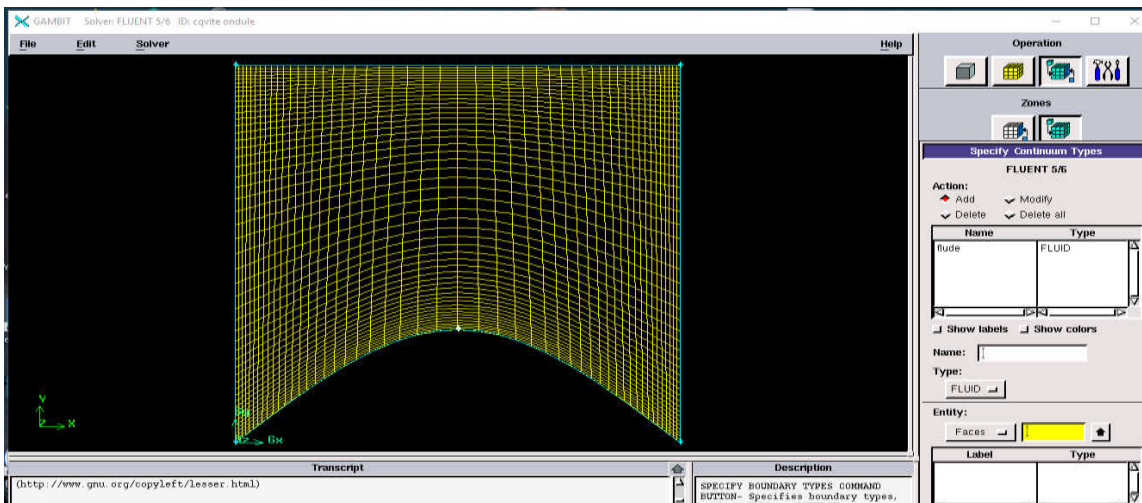 GAMBIT Solver: FLUENT 5/6 ID: cqvite ondule
File Edit Solver Help
Operation
Zones
Specify Continuum Types
FLUENT 5/6
Action:
Add Modify
Delete Delete all
Name Type
flude FLUID
Show labels Show colors
Name:
Type:
FLUID
Entity:
Faces
Label Type
Y
Z X
Gx
Transcript
(http://www.gnu.org/copyleft/lesser.html)
Description
SPECIFY BOUNDARY TYPES COMMAND
BUTTON- Specifies boundary types,